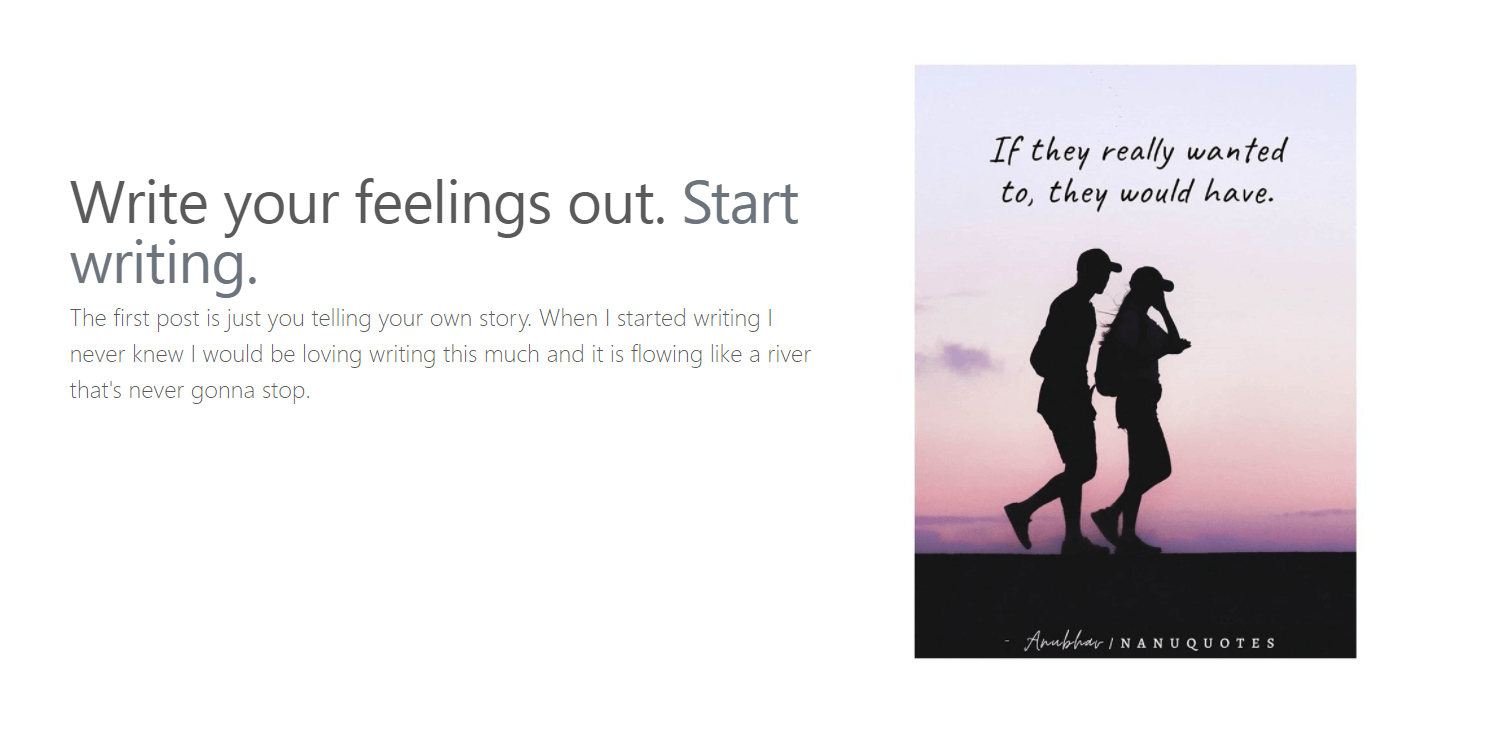 Write your feelings out. Start
writing.
The first post is just you telling your own story. When I started writing I
never knew I would be loving writing this much and it is flowing like a river
that's never gonna stop.
If they really wanted
to, they would have.
- Anubhav / NANUQUOTES